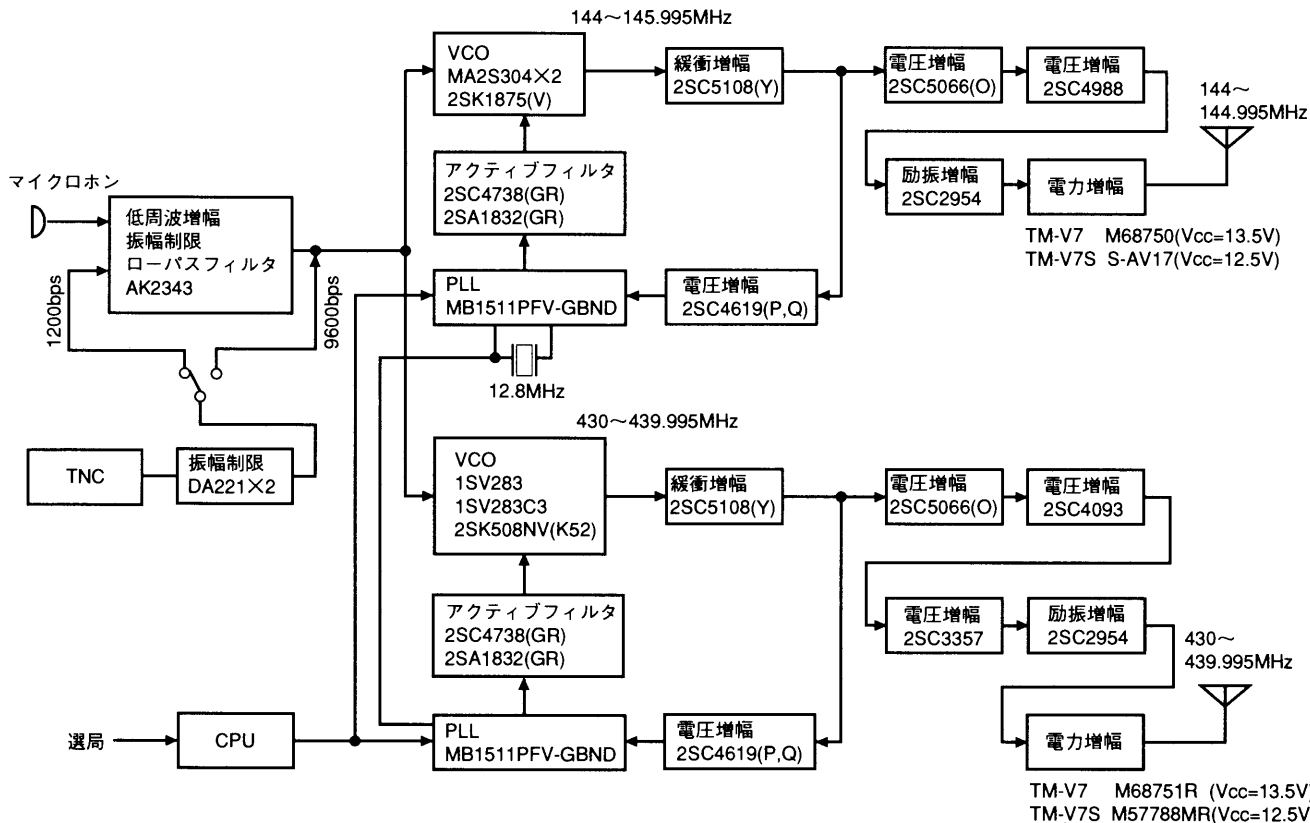 144～145.995MHz
VCO
MA2S304×2
2SK1875(V)
緩衝増幅
2SC5108(Y)
電圧増幅
2SC5066(O)
電圧増幅
2SC4988
144～
144.995MHz
アクティブフィルタ
2SC4738(GR)
2SA1832(GR)
励振増幅
2SC2954
電力増幅
TM-V7 M68750(Vcc=13.5V)
TM-V7S S-AV17(Vcc=12.5V)
マイクロホン
低周波増幅
振幅制限
ローパスフィルタ
AK2343
1200bps
9600bps
PLL
MB1511PFV-GBND
電圧増幅
2SC4619(P,Q)
12.8MHz
TNC
振幅制限
DA221×2
430～439.995MHz
VCO
1SV283
1SV283C3
2SK508NV(K52)
緩衝増幅
2SC5108(Y)
電圧増幅
2SC5066(O)
電圧増幅
2SC4093
アクティブフィルタ
2SC4738(GR)
2SA1832(GR)
電圧増幅
2SC3357
励振増幅
2SC2954
430～
439.995MHz
選局
CPU
PLL
MB1511PFV-GBND
電圧増幅
2SC4619(P,Q)
電力増幅
TM-V7 M68751R (Vcc=13.5V)
TM-V7S M57788MR(Vcc=12.5V